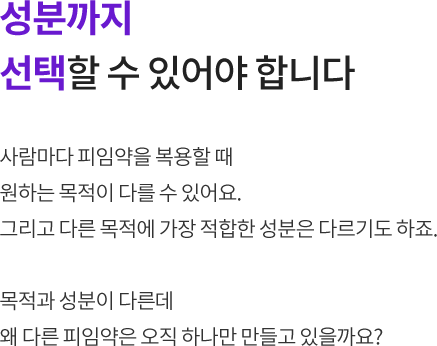 성분까지
선택할 수 있어야 합니다
사람마다 피임약을 복용할 때
원하는 목적이 다를 수 있어요.
그리고 다른 목적에 가장 적합한 성분은 다르기도 하죠.
목적과 성분이 다른데
왜 다른 피임약은 오직 하나만 만들고 있을까요?